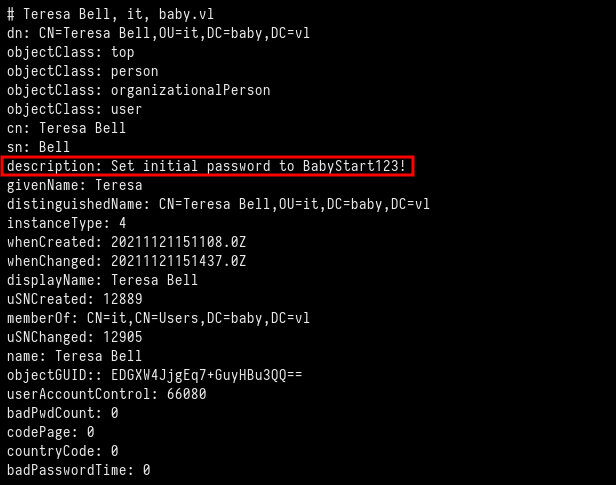 # Teresa Bell, it, baby.vl
dn: CN=Teresa Bell,OU=it,DC=baby,DC=vl
objectClass: top
objectClass: person
objectClass: organizationalPerson
objectClass: user
cn: Teresa Bell
sn: Bell
description: Set initial password to BabyStart123!
givenName: Teresa
distinguishedName: CN=Teresa Bell,OU=it,DC=baby,DC=vl
instanceType: 4
whenCreated: 20211121151108.0Z
whenChanged: 20211121151437.0Z
displayName: Teresa Bell
uSNCreated: 12889
memberOf: CN=it,CN=Users,DC=baby,DC=vl
uSNChanged: 12905
name: Teresa Bell
objectGUID:: EDGXW4JjgEq7+GuyHBu3QQ==
userAccountControl: 66080
badPwdCount: 0
codePage: 0
countryCode: 0
badPasswordTime: 0